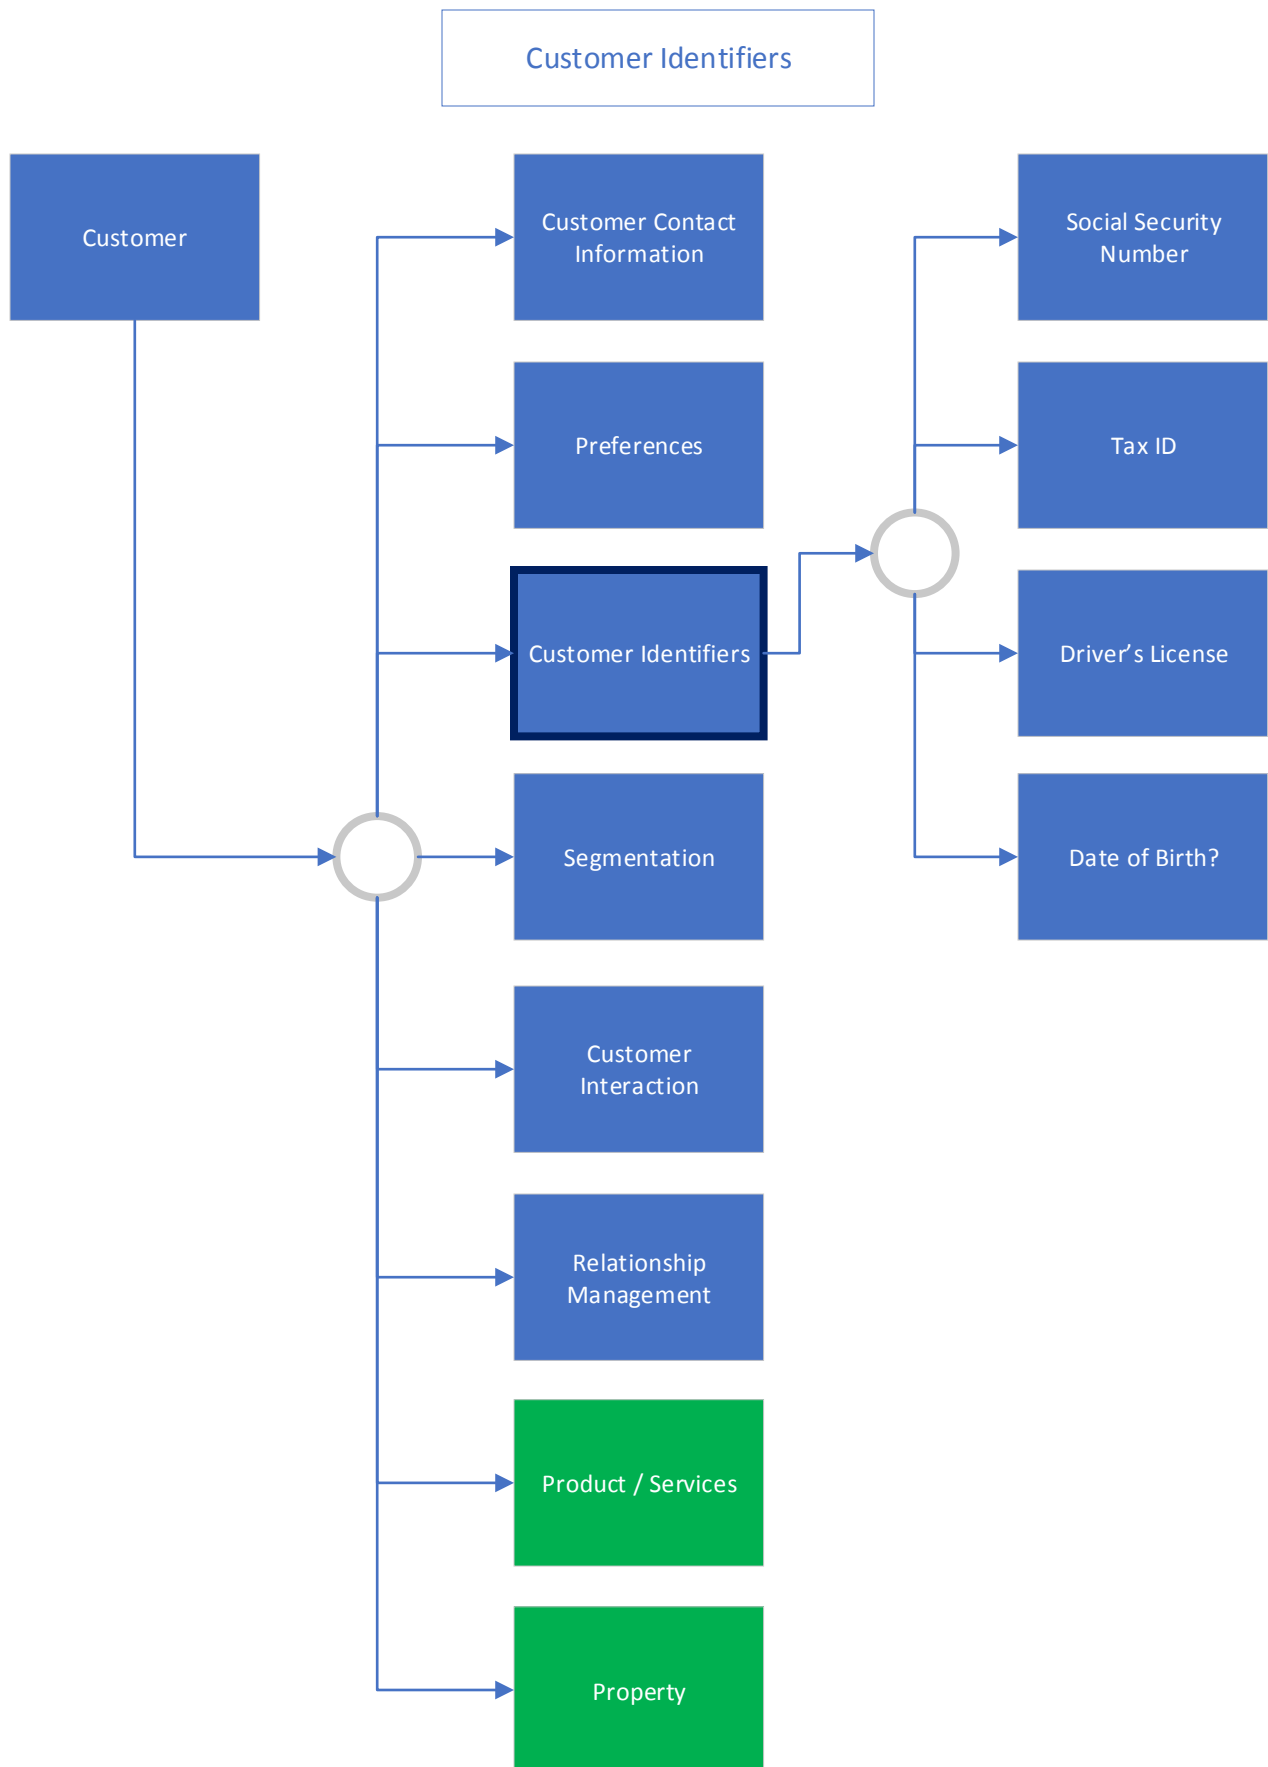 Customer Identifiers
Customer
Customer Contact
Information
Preferences
Customer Identifiers
Segmentation
Customer
Interaction
Relationship
Management
Product / Services
Property
Social Security
Number
Tax ID
Driver’s License
Date of Birth?